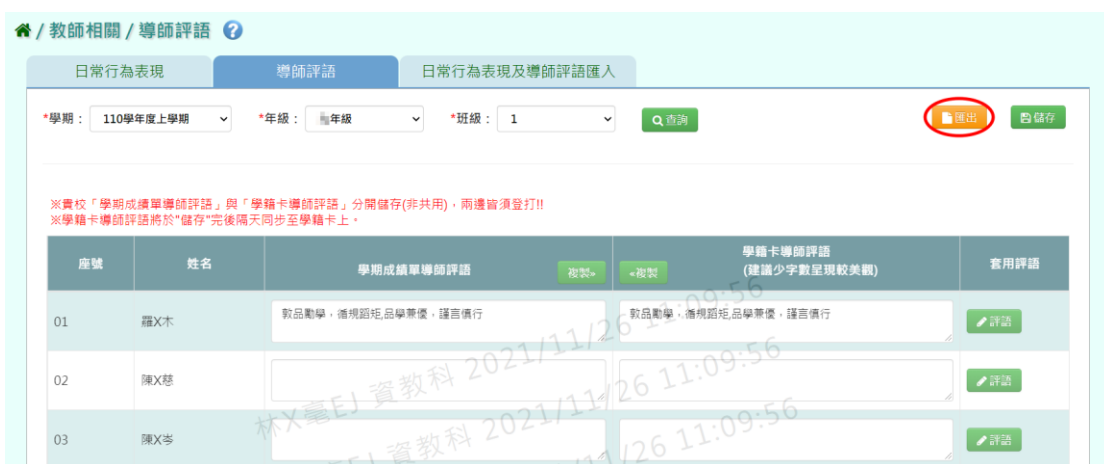 / 教師相關 / 導師評語 ?
日常行為表現 導師評語 日常行為表現及導師評語匯入
*學期： 110學年度上學期 *年級： 年級 *班級： 1 查詢 匯出 儲存
※貴校「學期成績單導師評語」與「學籍卡導師評語」分開儲存(非共用)，兩邊皆須登打!!
※學籍卡導師評語將於"儲存"完後隔天同步至學籍卡上。
座號 姓名 學期成績單導師評語 複製» «複製 學籍卡導師評語 套用評語
(建議少字數呈現較美觀)
01 羅X木 敦品勵學，循規蹈矩,品學兼優，謹言慎行 敦品勵學，循規蹈矩,品學兼優，謹言慎行 評語
02 陳X慈 評語
03 陳X岑 評語
林X毫EJ 資教科 2021/11/26 11:09:56
資教科 2021/11/26 11:09:56